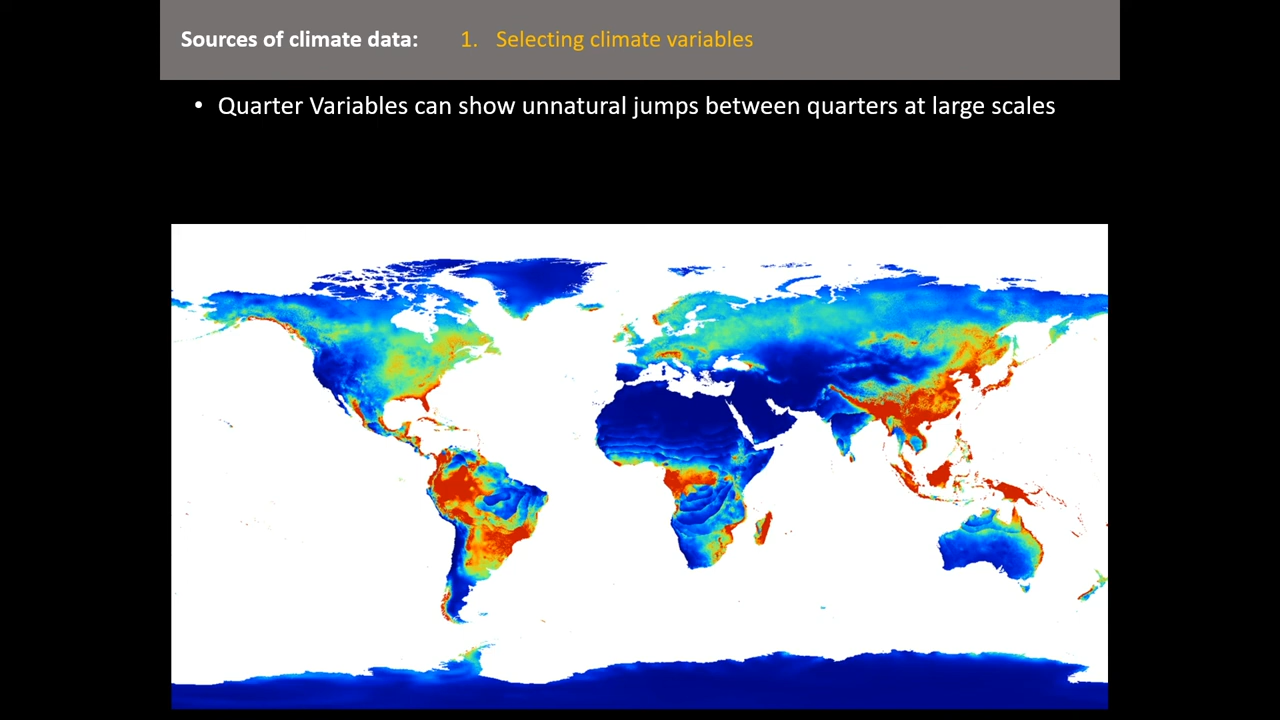 Sources of climate data: 1. Selecting climate variables
• Quarter Variables can show unnatural jumps between quarters at large scales